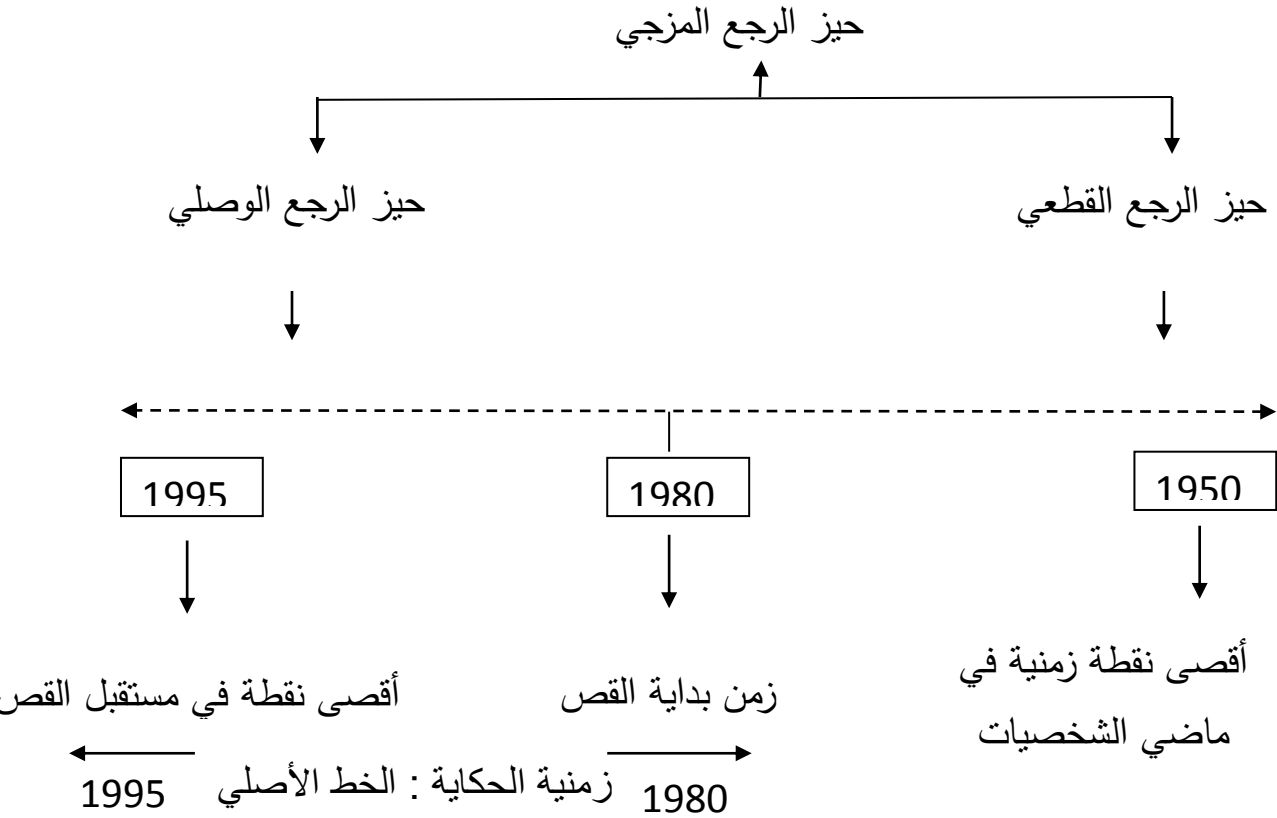 حيز الرجع المزجي
حيز الرجع القطعي
حيز الرجع الوصلي
1950
1980
1995
أقصى نقطة زمنية في
ماضي الشخصيات
زمن بداية القص
أقصى نقطة في مستقبل القص
1980 زمنية الحكاية : الخط الأصلي 1995